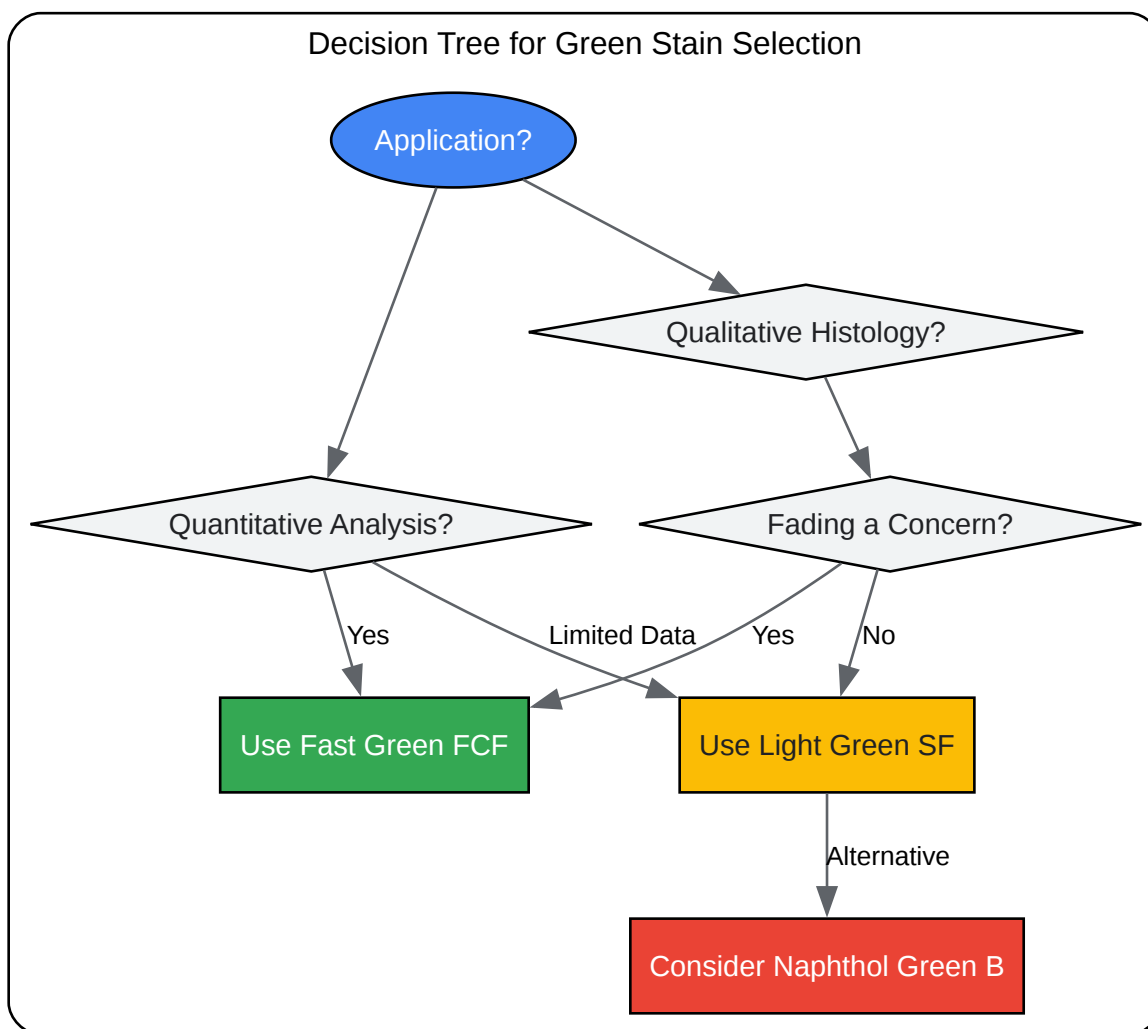 Decision Tree for Green Stain Selection
Application?
Qualitative Histology?
Quantitative Analysis?
Fading a Concern?
Yes
Limited Data
Yes
No
Use Fast Green FCF
Use Light Green SF
Alternative
Consider Naphthol Green B